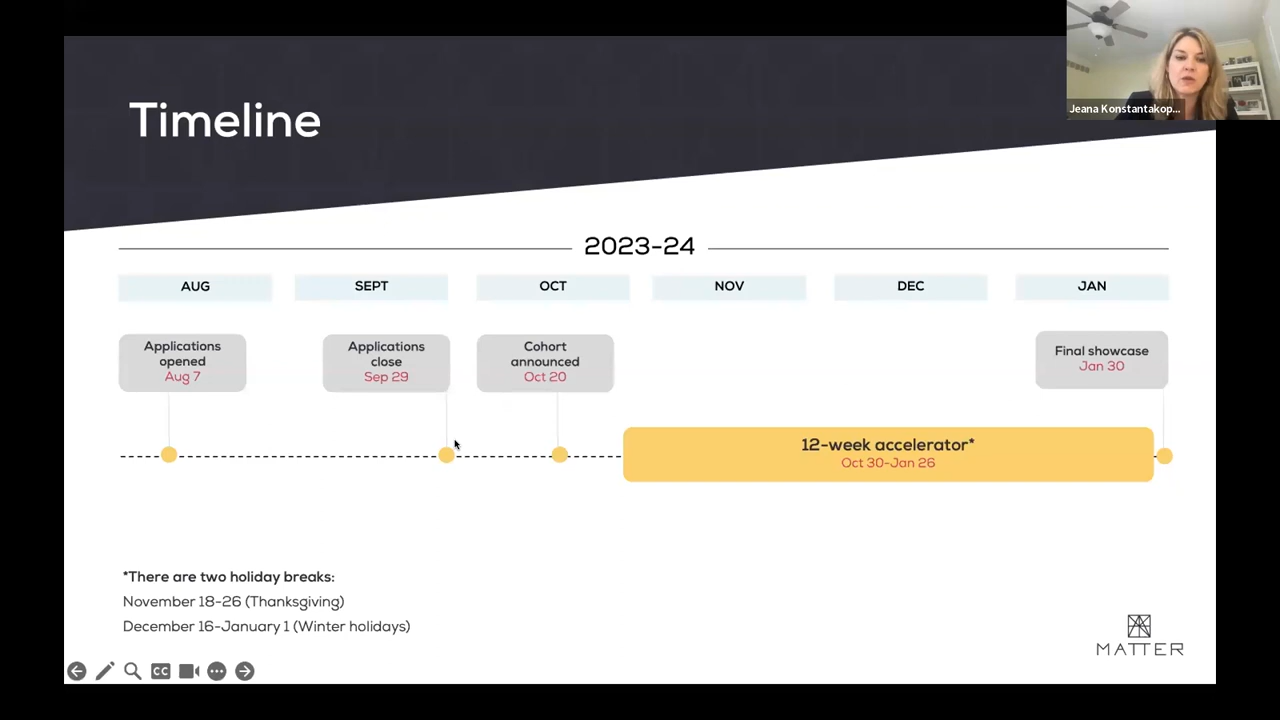 Jeana Konstantakop...
Timeline
2023-24
AUG
SEPT
OCT
NOV
DEC
JAN
Applications
opened
Aug 7
Applications
close
Sep 29
Cohort
announced
Oct 20
Final showcase
Jan 30
12-week accelerator*
Oct 30-Jan 26
*There are two holiday breaks:
November 18-26 (Thanksgiving)
December 16-January 1 (Winter holidays)
MATTER
CC